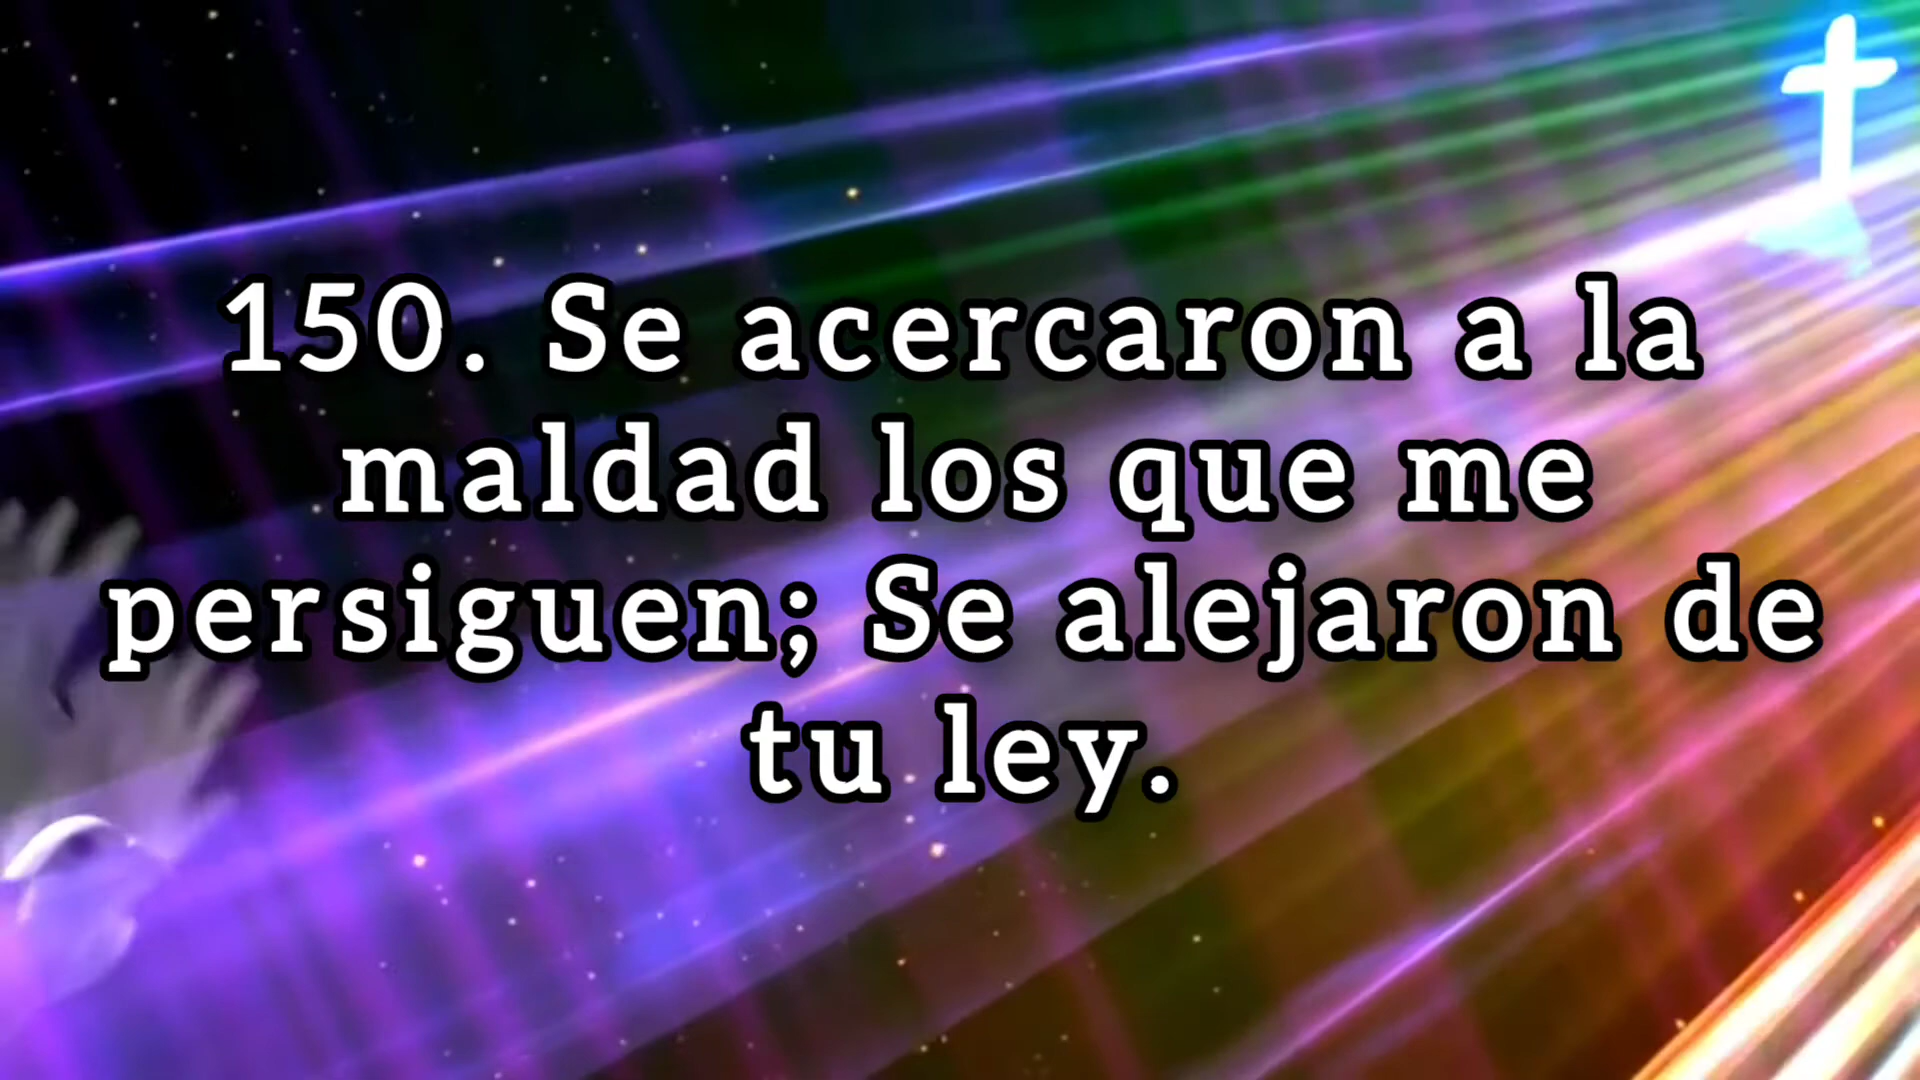 150. Se acercaron a la
maldad los que me
persiguen; Se alejaron de
tu ley.